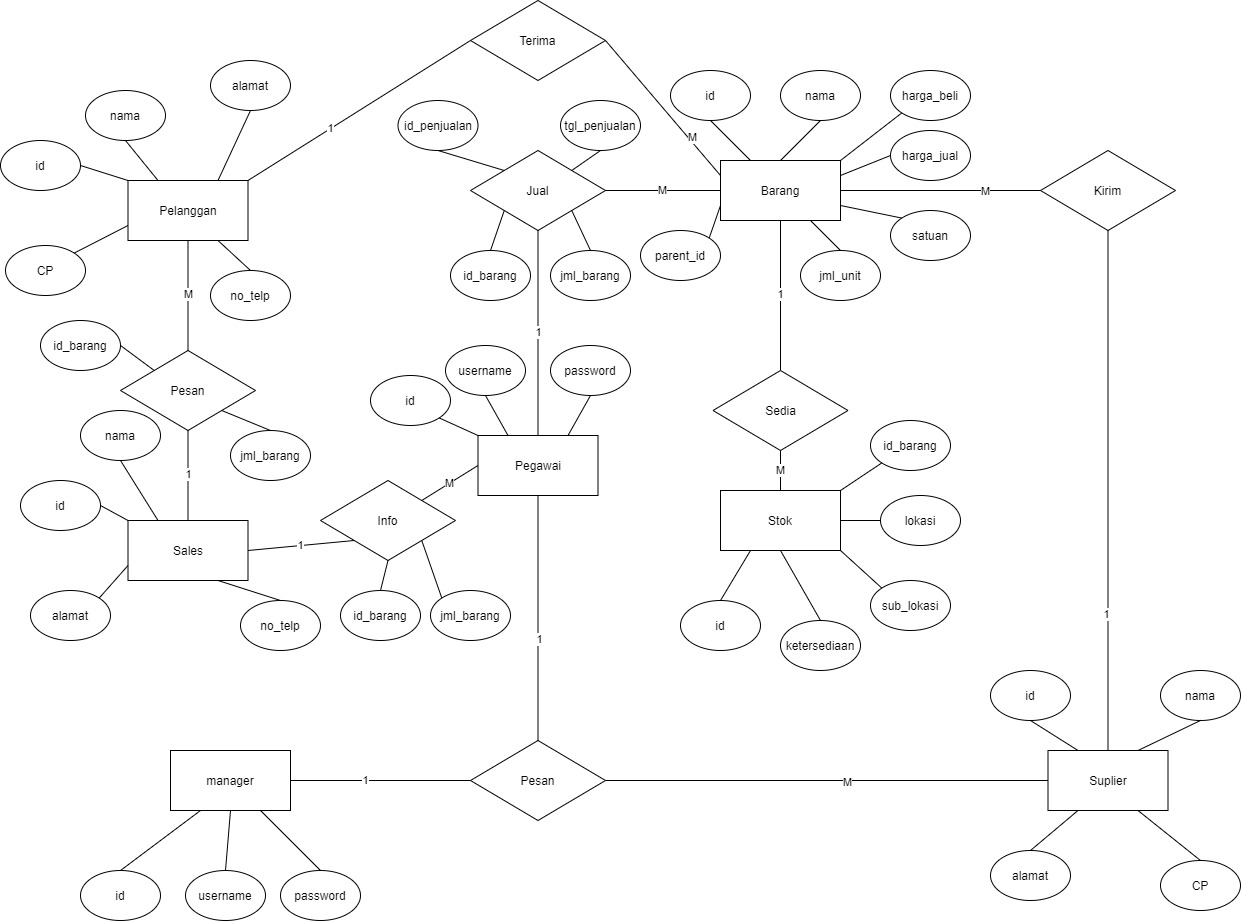 Terima
alamat
nama
id
Pelanggan
CP
no_telp
1
M
id_penjualan
tgl_penjualan
Jual
id_barang
jml_barang
M
1
id
nama
harga_beli
harga_jual
Barang
satuan
parent_id
jml_unit
M
Kirim
1
M
id_barang
Pesan
jml_barang
1
nama
id
Sales
alamat
no_telp
1
Info
M
id_barang
jml_barang
id
username
password
Pegawai
1
1
Sedia
M
id_barang
Stok
lokasi
sub_lokasi
id
ketersediaan
manager
1
Pesan
M
id
username
password
id
nama
Suplier
alamat
CP